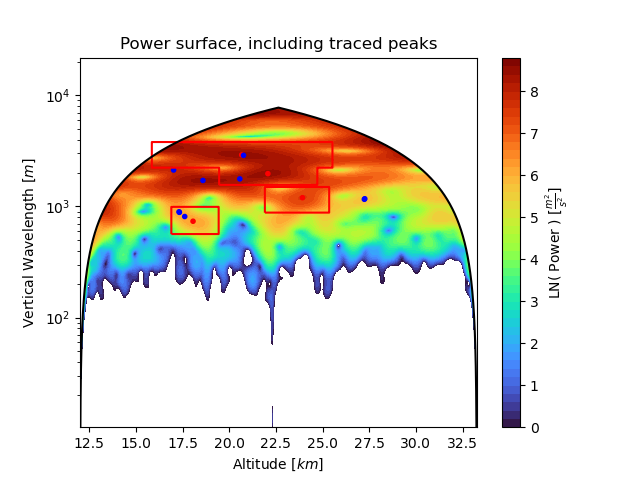 Power surface, including traced peaks
Vertical Wavelength [m]
10^4
10^3
10^2
12.5 15.0 17.5 20.0 22.5 25.0 27.5 30.0 32.5
Altitude [km]
8
7
6
5
4
3
2
1
0
LN( Power ) [m^2/s^2]